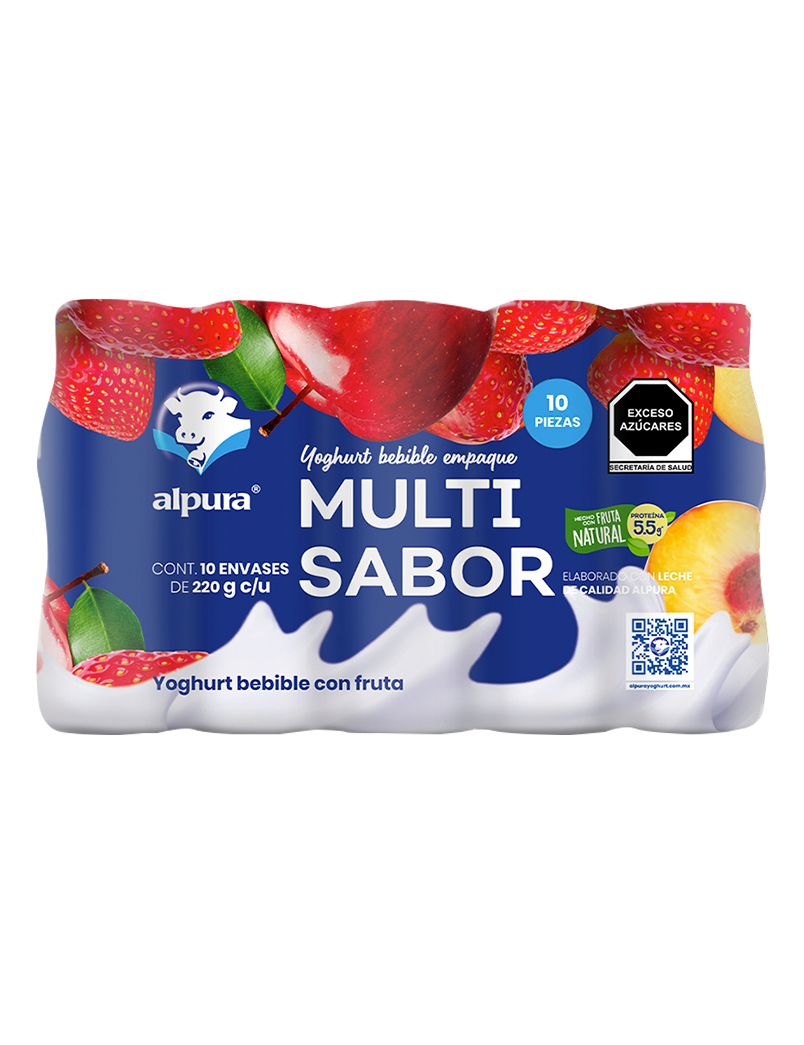 10
PIEZAS
EXCESO
AZÚCARES
SECRETARÍA DE SALUD
Yoghurt bebible empaque
alpura®
MULTI
SABOR
HECHO
CON FRUTA
NATURAL
PROTEÍNA
5.5g
CONT. 10 ENVASES
DE 220 g c/u
ELABORADO CON LECHE
DE CALIDAD ALPURA
Yoghurt bebible con fruta
alpurayoghurt.com.mx